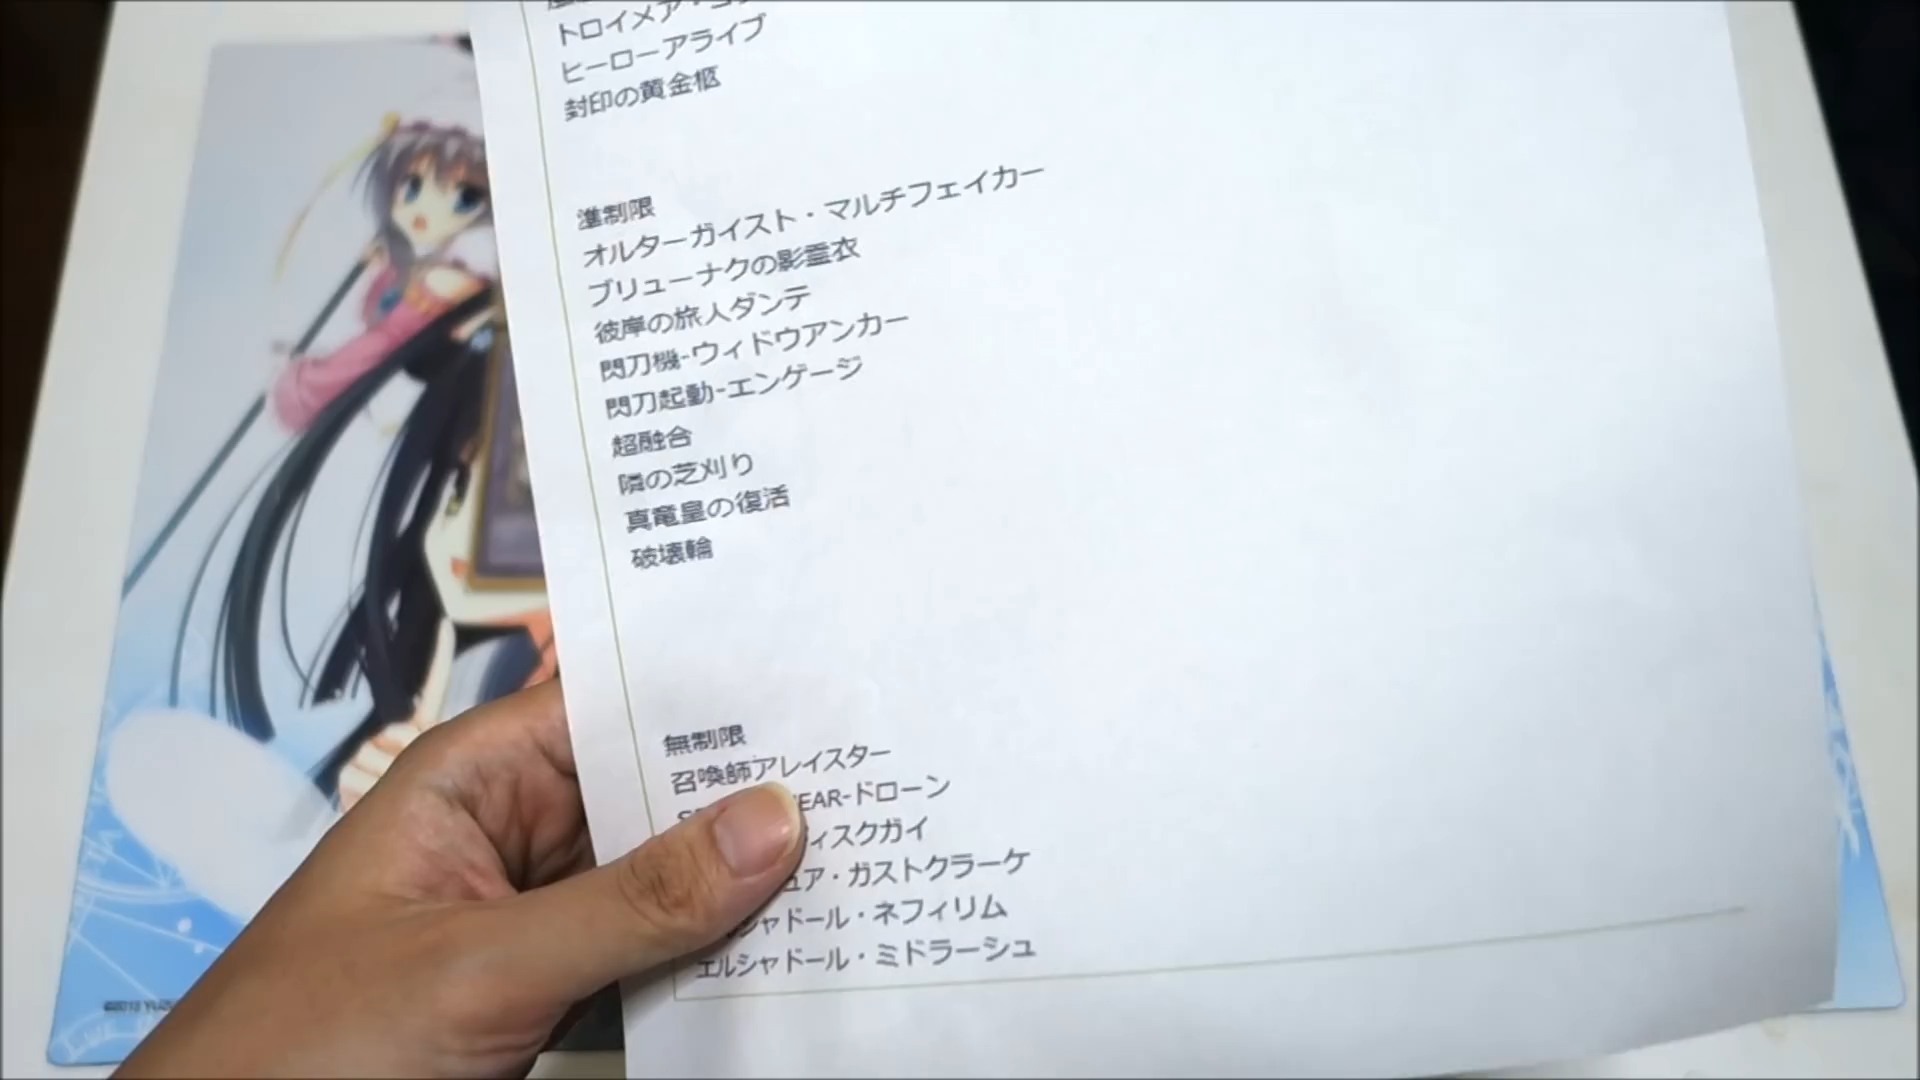 トロイメア・
ヒーローアライブ
封印の黄金櫃
準制限
オルターガイスト・マルチフェイカー
ブリューナクの影霊衣
彼岸の旅人ダンテ
閃刀機-ウィドウアンカー
閃刀起動-エンゲージ
超融合
隣の芝刈り
真竜皇の復活
破壊輪
無制限
召喚師アレイスター
EAR-ドローン
ィスクガイ
ュア・ガストクラーケ
シャドール・ネフィリム
エルシャドール・ミドラーシュ